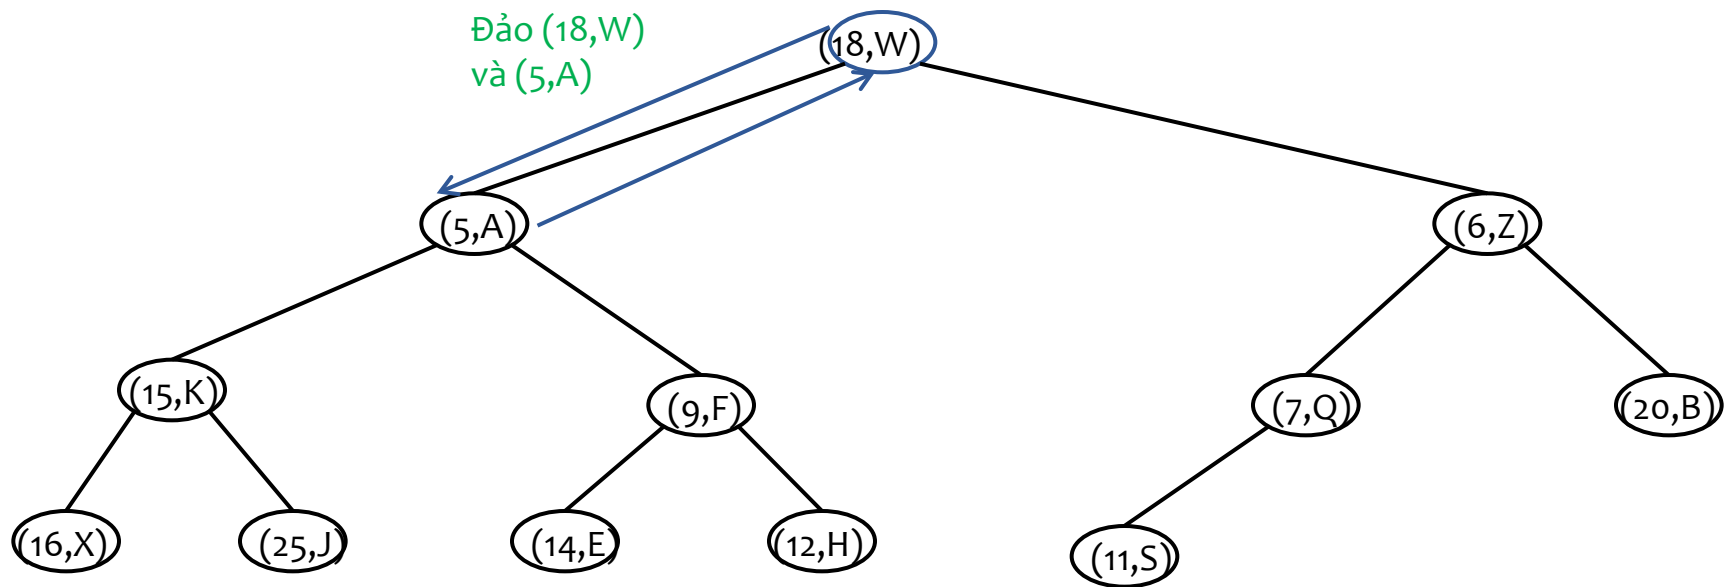 Đảo (18,W)
và (5,A)
(18,W)
(5,A)
(6,Z)
(15,K)
(9,F)
(7,Q)
(20,B)
(16,X)
(25,J)
(14,E)
(12,H)
(11,S)